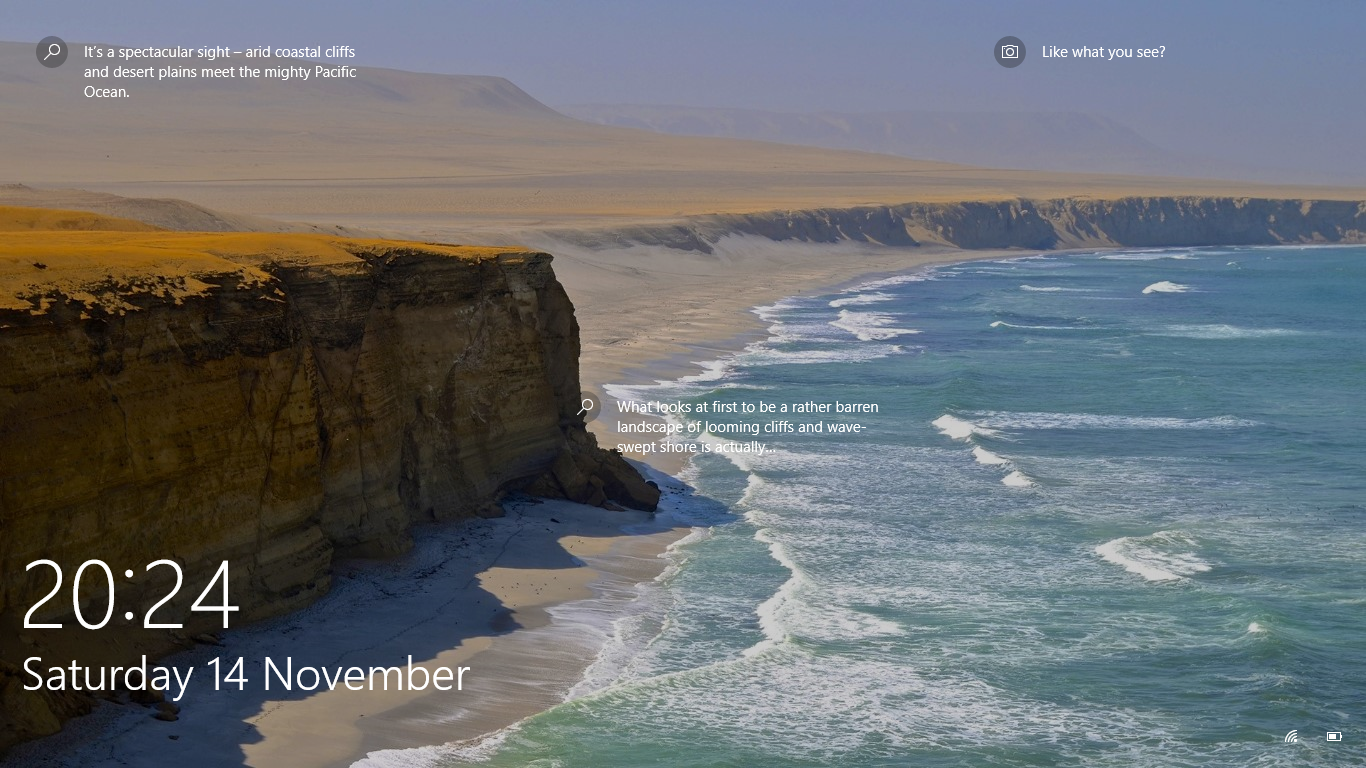 It's a spectacular sight – arid coastal cliffs
and desert plains meet the mighty Pacific
Ocean.
Like what you see?
What looks at first to be a rather barren
landscape of looming cliffs and wave-
swept shore is actually...
20:24
Saturday 14 November